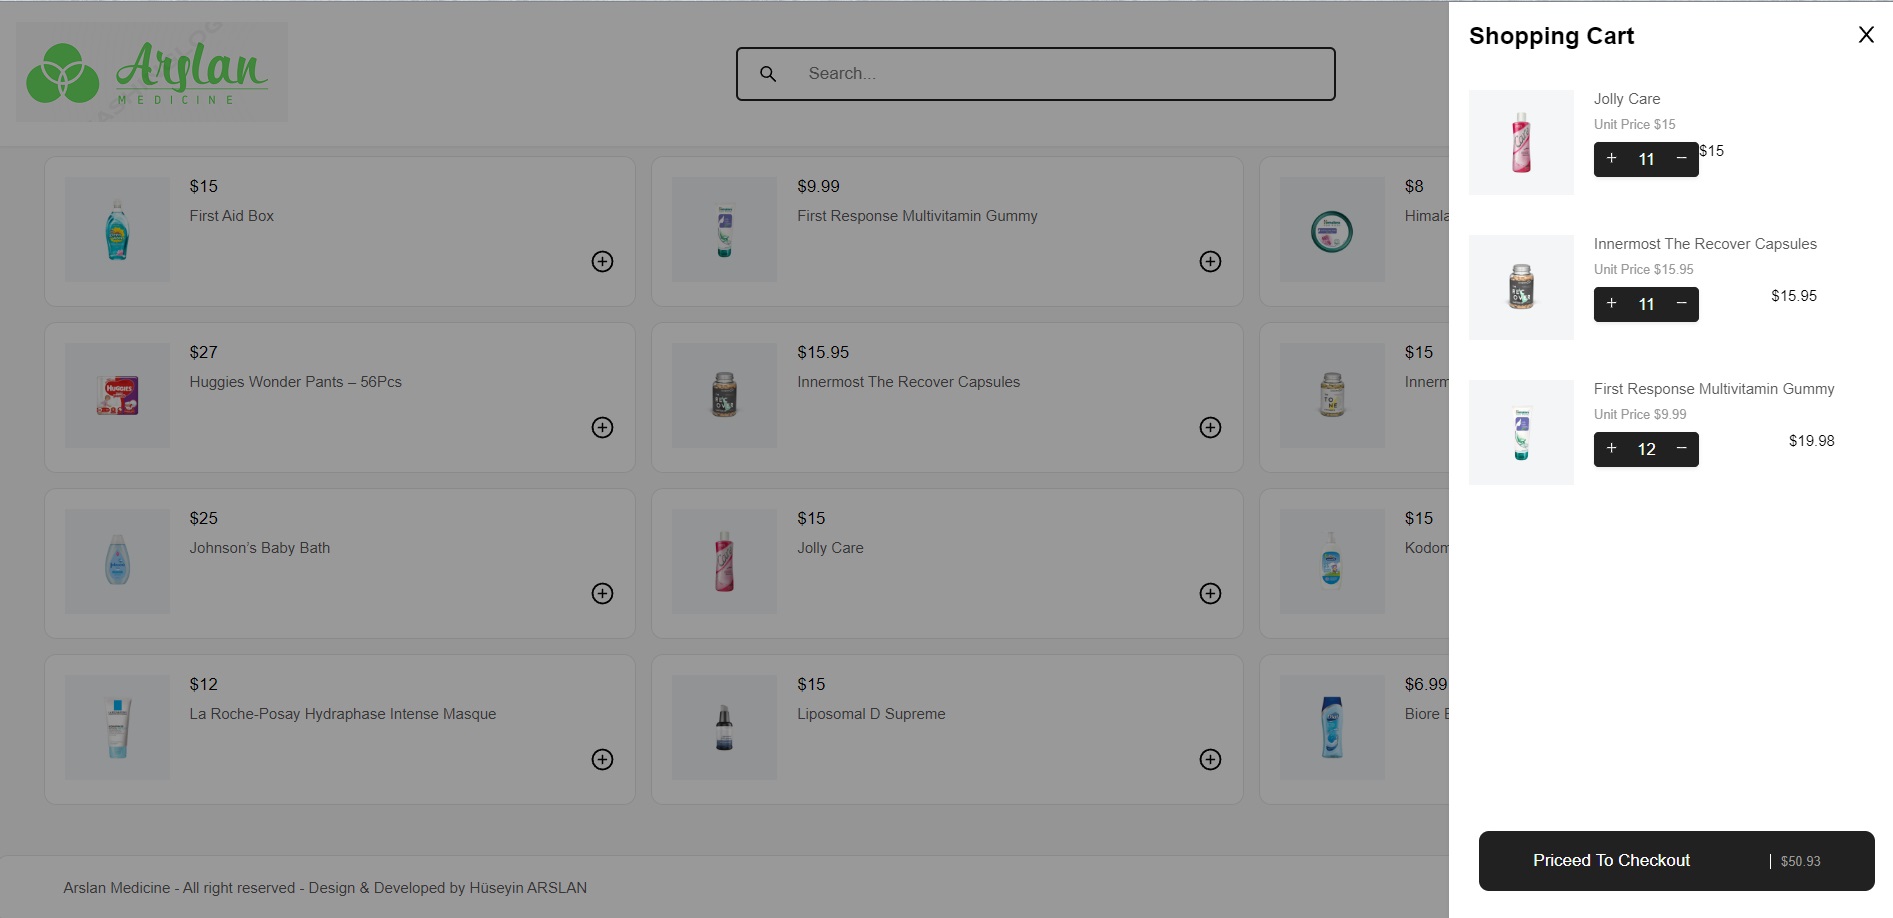 Arslan
MEDICINE
Search...
$15
First Aid Box
$9.99
First Response Multivitamin Gummy
$8
Himala
$27
Huggies Wonder Pants – 56Pcs
$15.95
Innermost The Recover Capsules
$15
Innerm
$25
Johnson’s Baby Bath
$15
Jolly Care
$15
Kodom
$12
La Roche-Posay Hydraphase Intense Masque
$15
Liposomal D Supreme
$6.99
Biore
Arslan Medicine - All right reserved - Design & Developed by Hüseyin ARSLAN
Shopping Cart
X
Jolly Care
Unit Price $15
+ 11 − $15
Innermost The Recover Capsules
Unit Price $15.95
+ 11 − $15.95
First Response Multivitamin Gummy
Unit Price $9.99
+ 12 − $19.98
Priceed To Checkout | $50.93